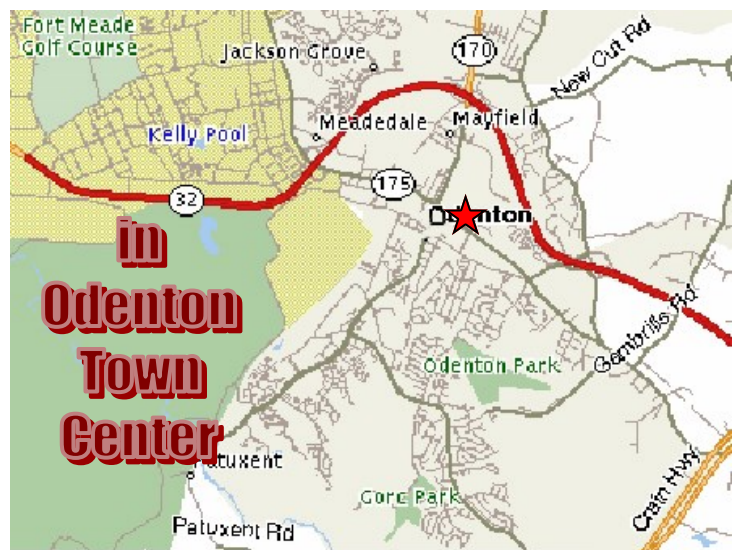 Fort Meade
Golf Course
Jackson Grove
170
New Cut Rd
Kelly Pool
Meadedale
Mayfield
175
32
Odenton
in
Odenton
Town
Center
Gambrills Rd
Odenton Park
Patuxent
Gorc Park
Crain Hwy
Patuxent Rd